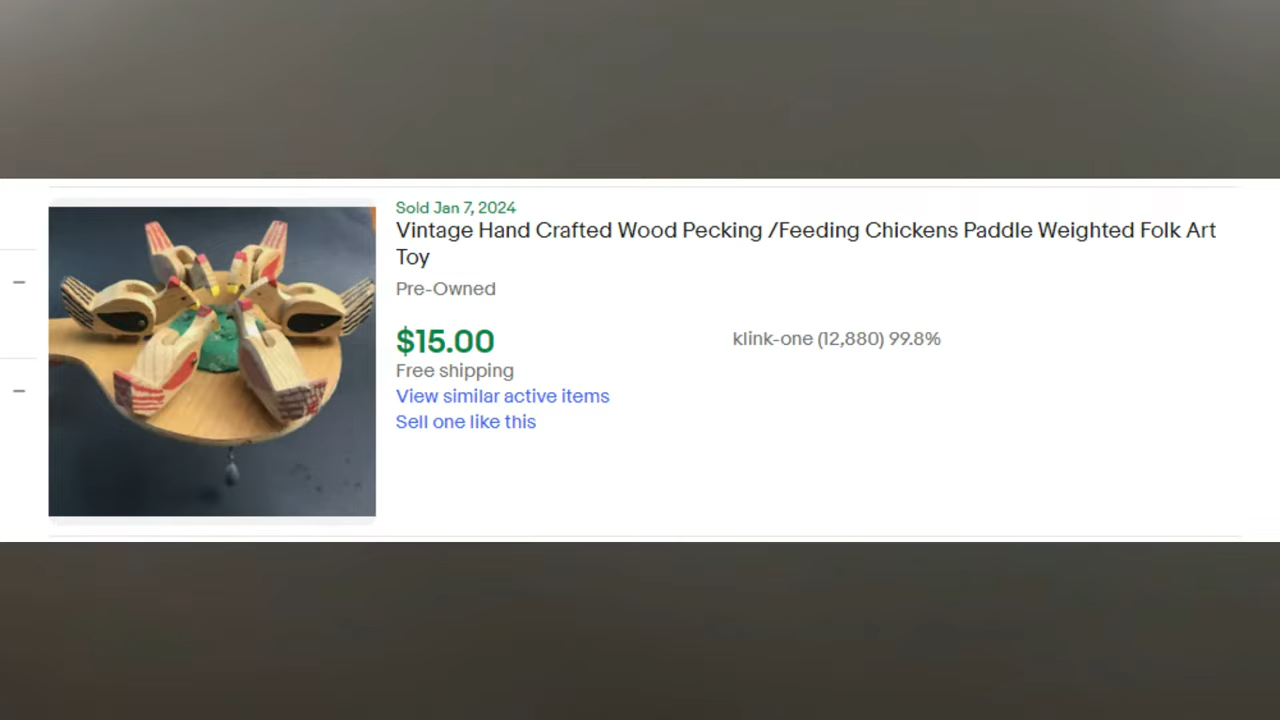 Sold Jan 7, 2024
Vintage Hand Crafted Wood Pecking /Feeding Chickens Paddle Weighted Folk Art
Toy
Pre-Owned
$15.00
klink-one (12,880) 99.8%
Free shipping
View similar active items
Sell one like this